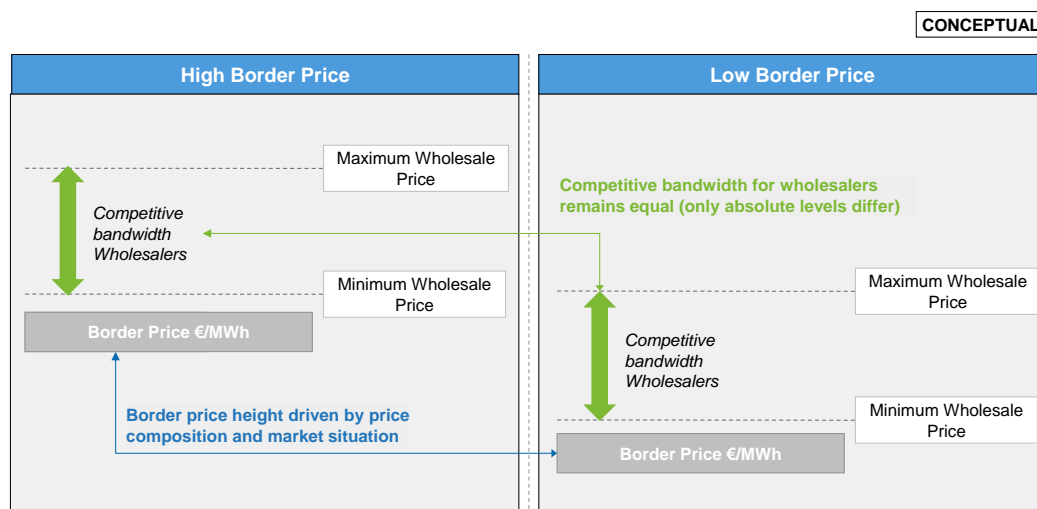 CONCEPTUAL
High Border Price
Maximum Wholesale
Price
Competitive
bandwidth
Wholesalers
Minimum Wholesale
Price
Border Price €/MWh
Border price height driven by price
composition and market situation
Low Border Price
Competitive bandwidth for wholesalers
remains equal (only absolute levels differ)
Maximum Wholesale
Price
Competitive
bandwidth
Wholesalers
Minimum Wholesale
Price
Border Price €/MWh